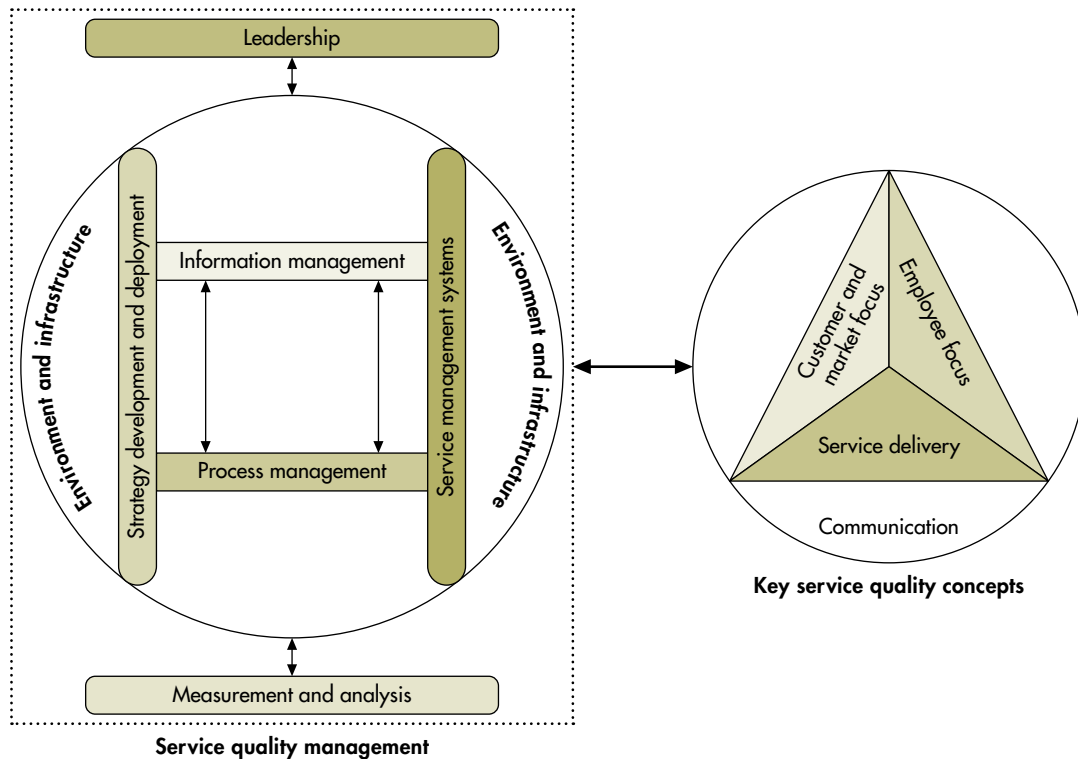 Leadership
Environment and infrastructure
Strategy development and deployment
Information management
Process management
Service management systems
Environment and infrastructure
Measurement and analysis
Service quality management
Customer and
market focus
Employee focus
Service delivery
Communication
Key service quality concepts